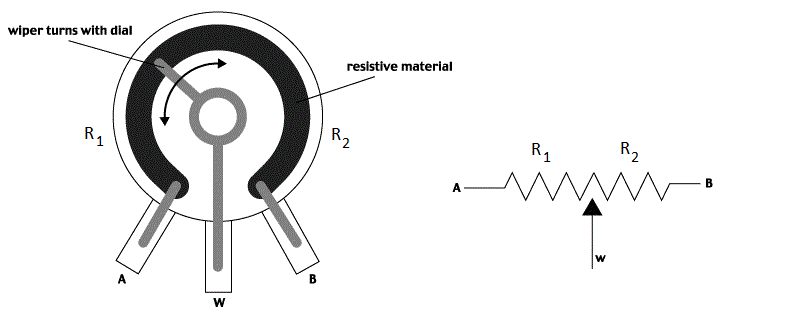 wiper turns with dial
resistive material
R1
R2
A
W
B
R1
R2
A
B
w